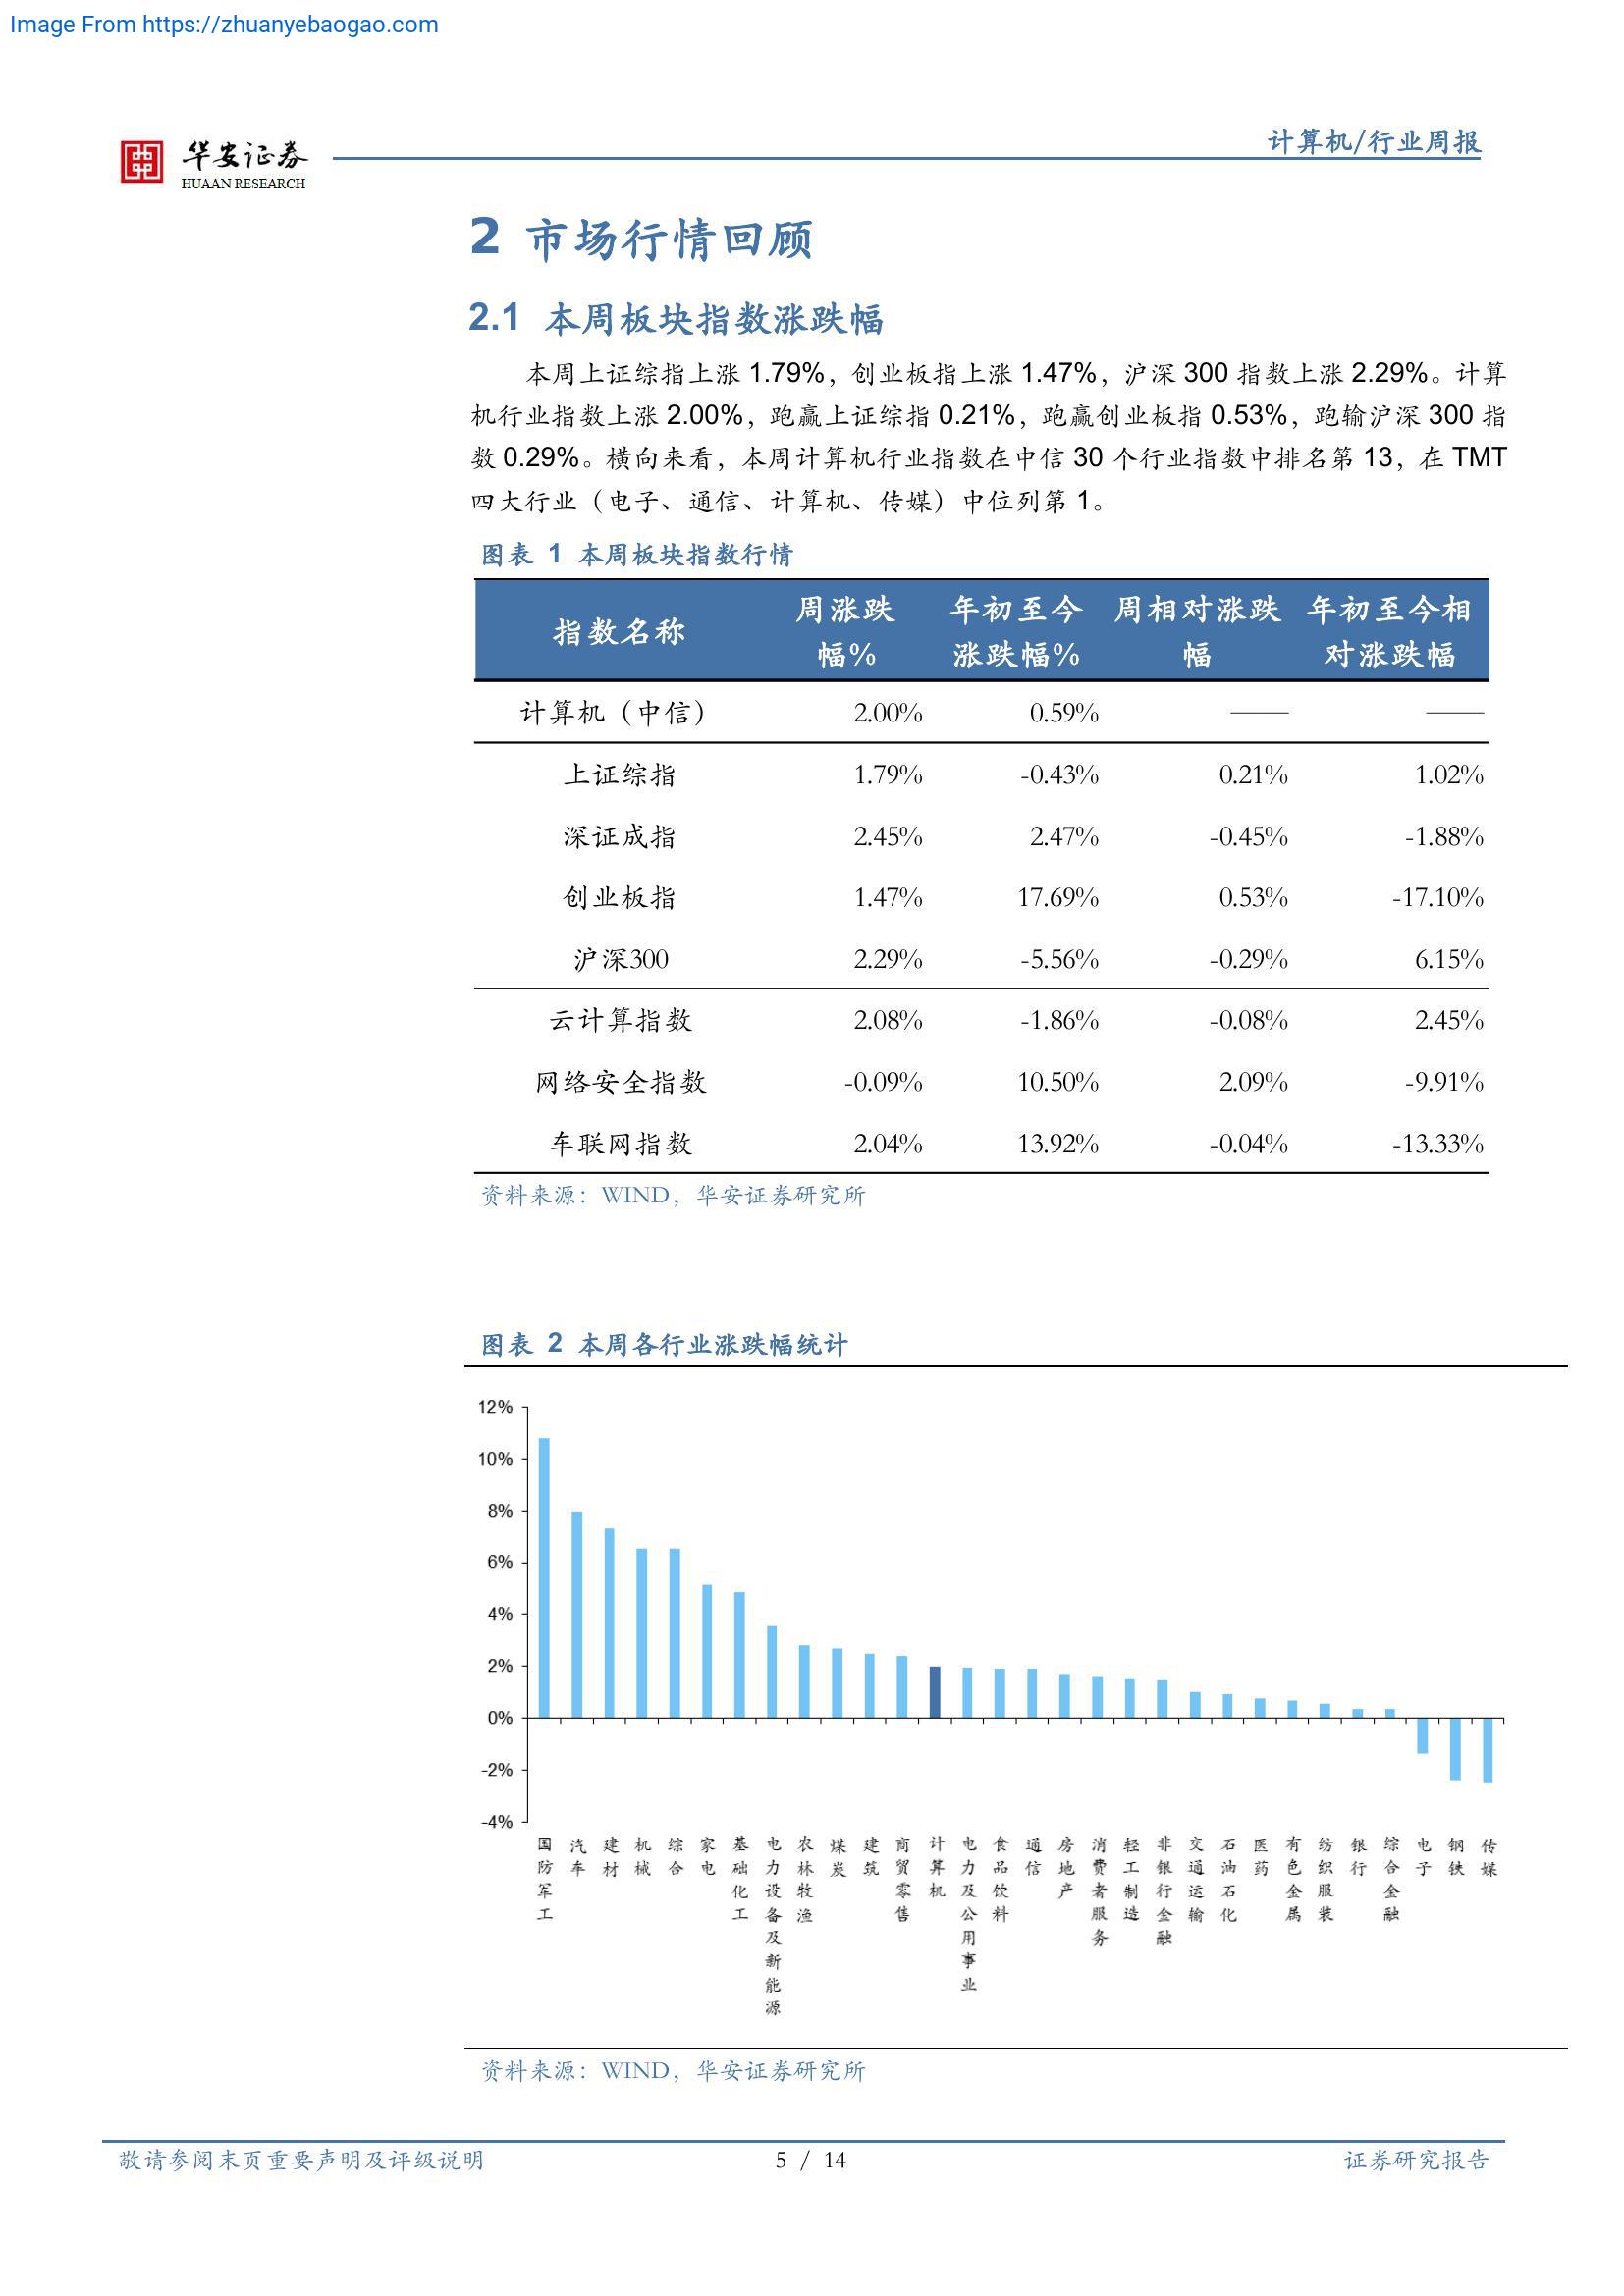 Image From https://zhuanyebaogao.com
华安证券
HUAAN RESEARCH
计算机/行业周报
2 市场行情回顾
2.1 本周板块指数涨跌幅
本周上证综指上涨 1.79%，创业板指上涨 1.47%，沪深 300 指数上涨 2.29%。计算
机行业指数上涨 2.00%，跑赢上证综指 0.21%，跑赢创业板指 0.53%，跑输沪深 300 指
数 0.29%。横向来看，本周计算机行业指数在中信 30 个行业指数中排名第 13，在 TMT
四大行业（电子、通信、计算机、传媒）中位列第 1。
图表 1 本周板块指数行情
指数名称 周涨跌幅% 年初至今涨跌幅% 周相对涨跌幅 年初至今相对涨跌幅
计算机（中信） 2.00% 0.59% —— ——
上证综指 1.79% -0.43% 0.21% 1.02%
深证成指 2.45% 2.47% -0.45% -1.88%
创业板指 1.47% 17.69% 0.53% -17.10%
沪深300 2.29% -5.56% -0.29% 6.15%
云计算指数 2.08% -1.86% -0.08% 2.45%
网络安全指数 -0.09% 10.50% 2.09% -9.91%
车联网指数 2.04% 13.92% -0.04% -13.33%
资料来源：WIND，华安证券研究所
图表 2 本周各行业涨跌幅统计
12%
10%
8%
6%
4%
2%
0%
-2%
-4%
国防军工
汽车
建材
机械
综合
家电
基础化工
电力设备及新能源
农林牧渔
煤炭
建筑
商贸零售
计算机
电力及公用事业
食品饮料
通信
房地产
消费者服务
轻工制造
非银行金融
交通运输
石油石化
医药
有色金属
纺织服装
银行
综合金融
电子
钢铁
传媒
资料来源：WIND，华安证券研究所
敬请参阅末页重要声明及评级说明
5 / 14
证券研究报告